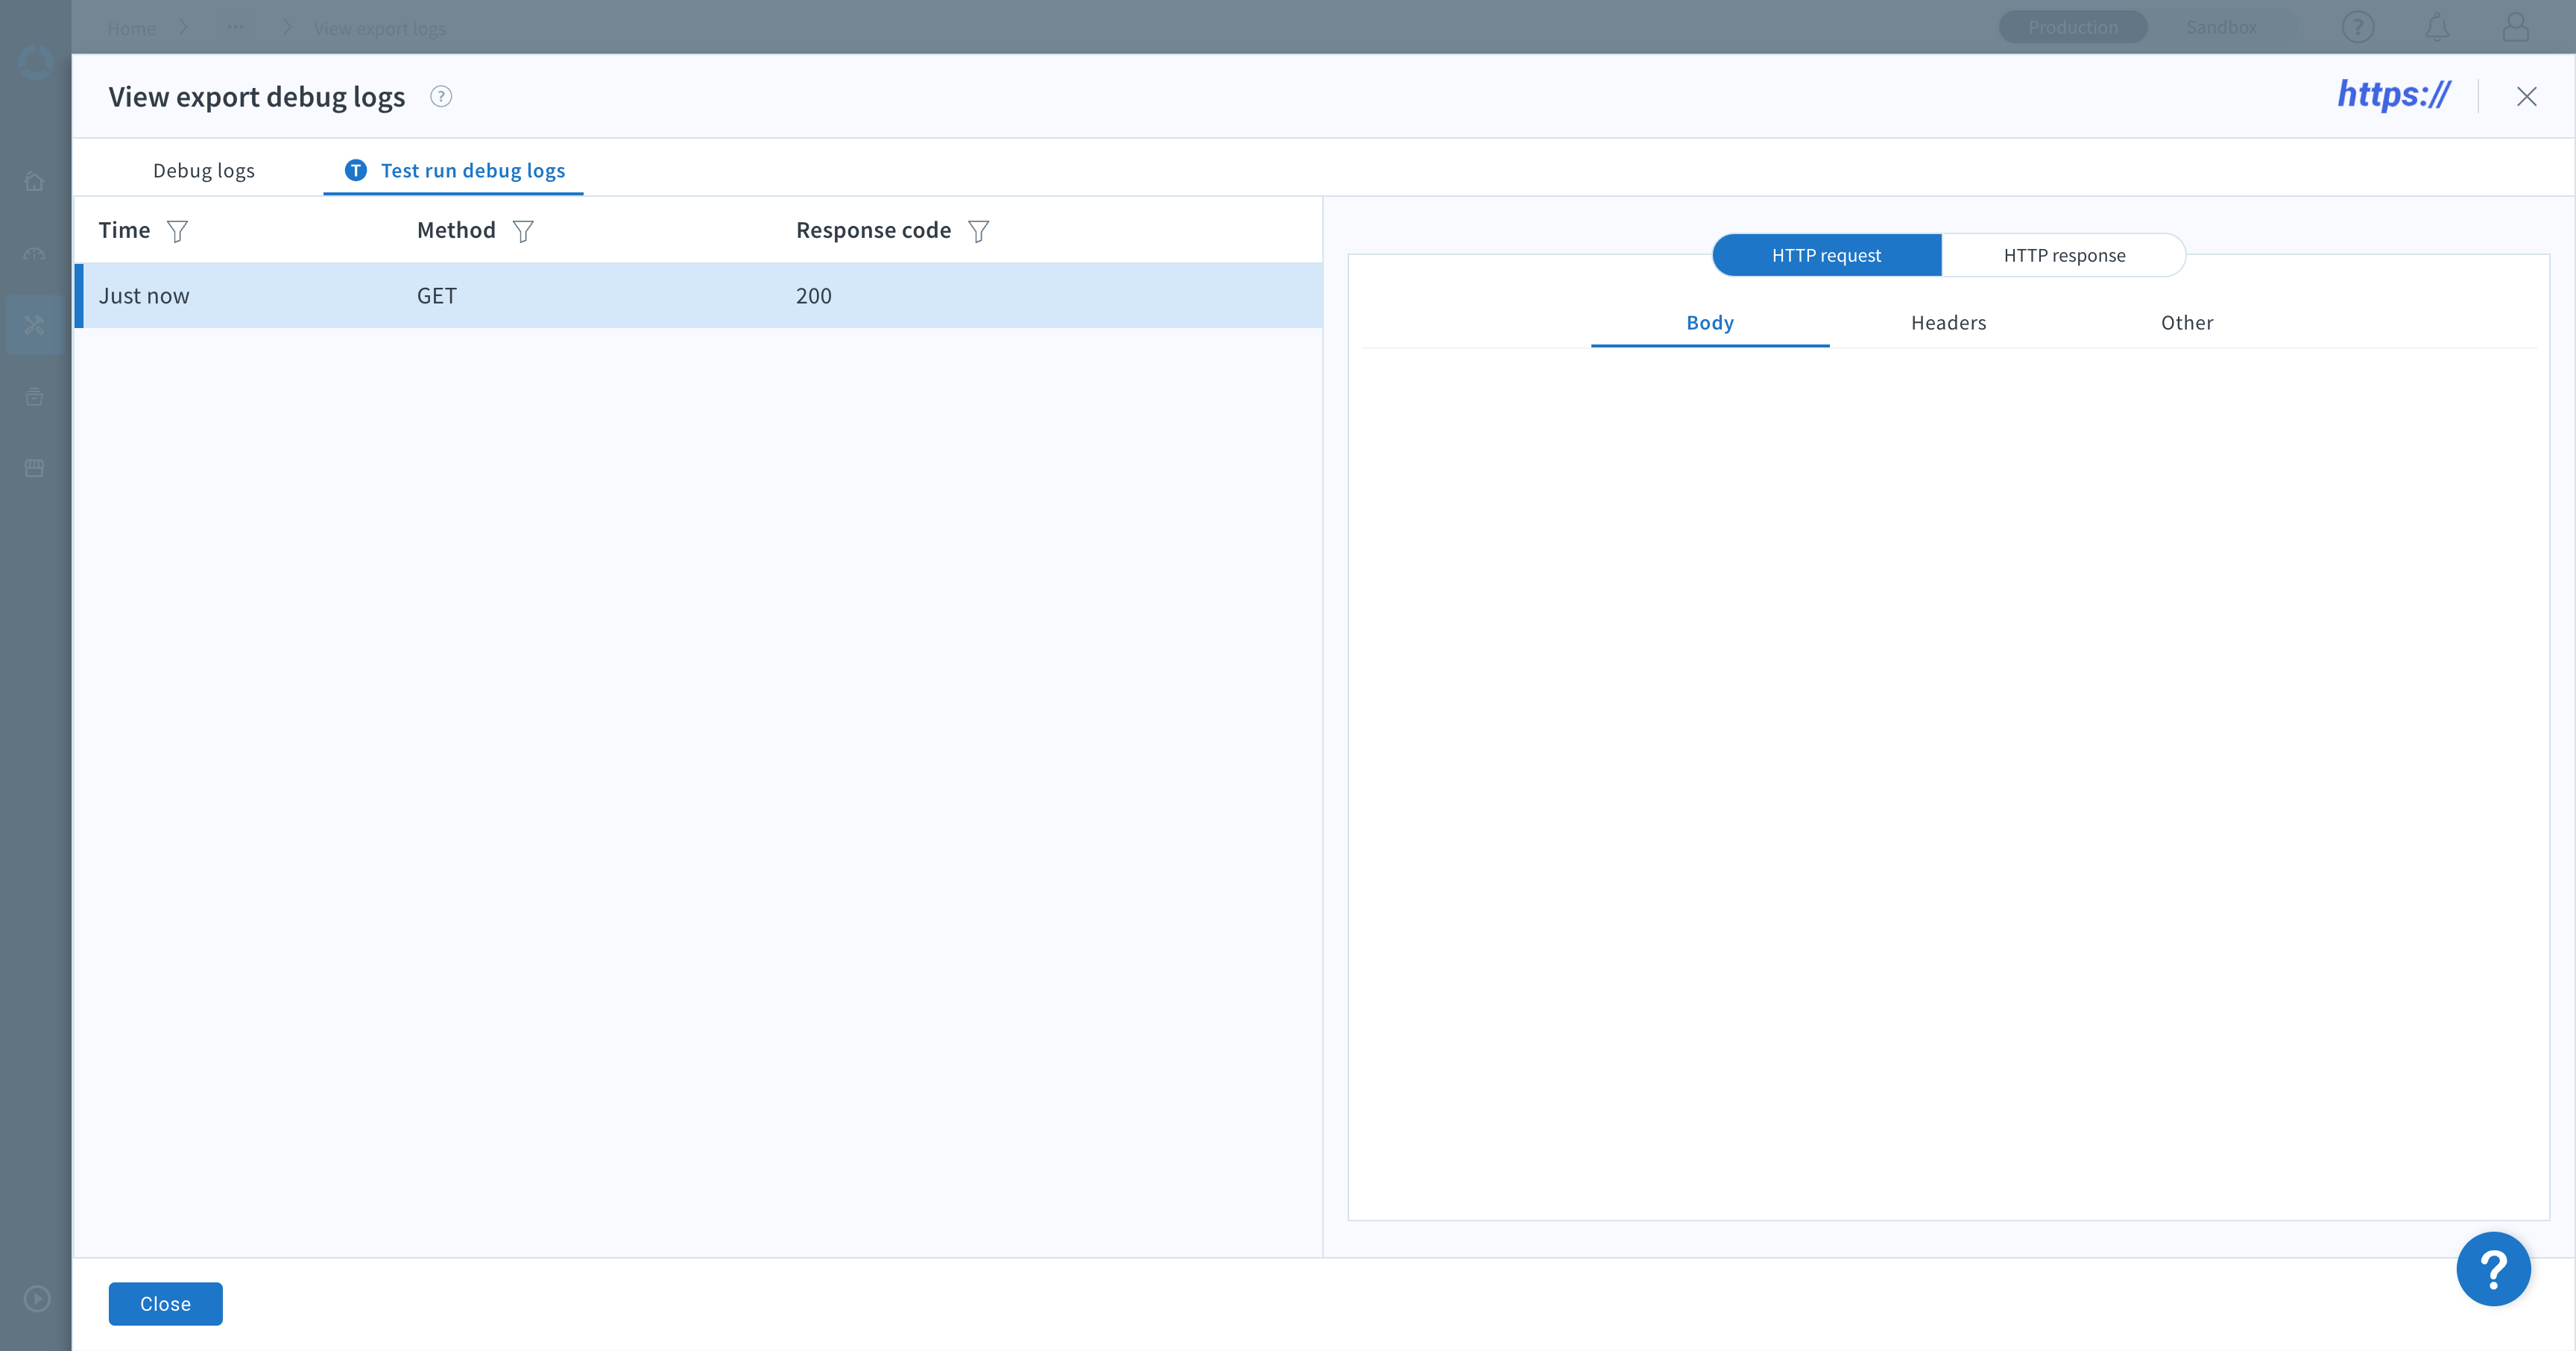 Home ... View export logs Production Sandbox ?
View export debug logs ? https://
Debug logs T Test run debug logs
Time Method Response code
HTTP request HTTP response
Just now GET 200
Body Headers Other
?
Close